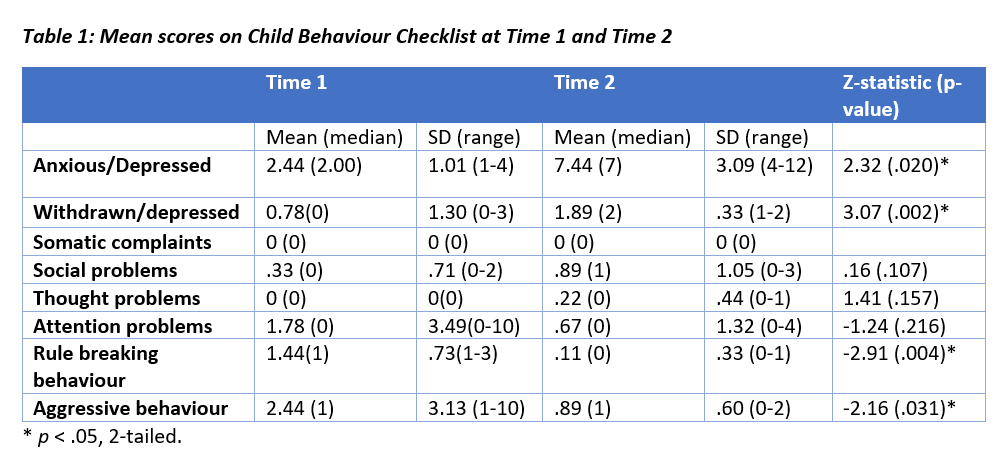 Table 1: Mean scores on Child Behaviour Checklist at Time 1 and Time 2
Time 1 Time 2 Z-statistic (p-
value)
Mean (median) SD (range) Mean (median) SD (range)
Anxious/Depressed 2.44 (2.00) 1.01 (1-4) 7.44 (7) 3.09 (4-12) 2.32 (.020)*
Withdrawn/depressed 0.78(0) 1.30 (0-3) 1.89 (2) .33 (1-2) 3.07 (.002)*
Somatic complaints 0 (0) 0 (0) 0 (0) 0 (0)
Social problems .33 (0) .71 (0-2) .89 (1) 1.05 (0-3) .16 (.107)
Thought problems 0 (0) 0(0) .22 (0) .44 (0-1) 1.41 (.157)
Attention problems 1.78 (0) 3.49(0-10) .67 (0) 1.32 (0-4) -1.24 (.216)
Rule breaking 1.44(1) .73(1-3) .11 (0) .33 (0-1) -2.91 (.004)*
behaviour
Aggressive behaviour 2.44 (1) 3.13 (1-10) .89 (1) .60 (0-2) -2.16 (.031)*
* p < .05, 2-tailed.